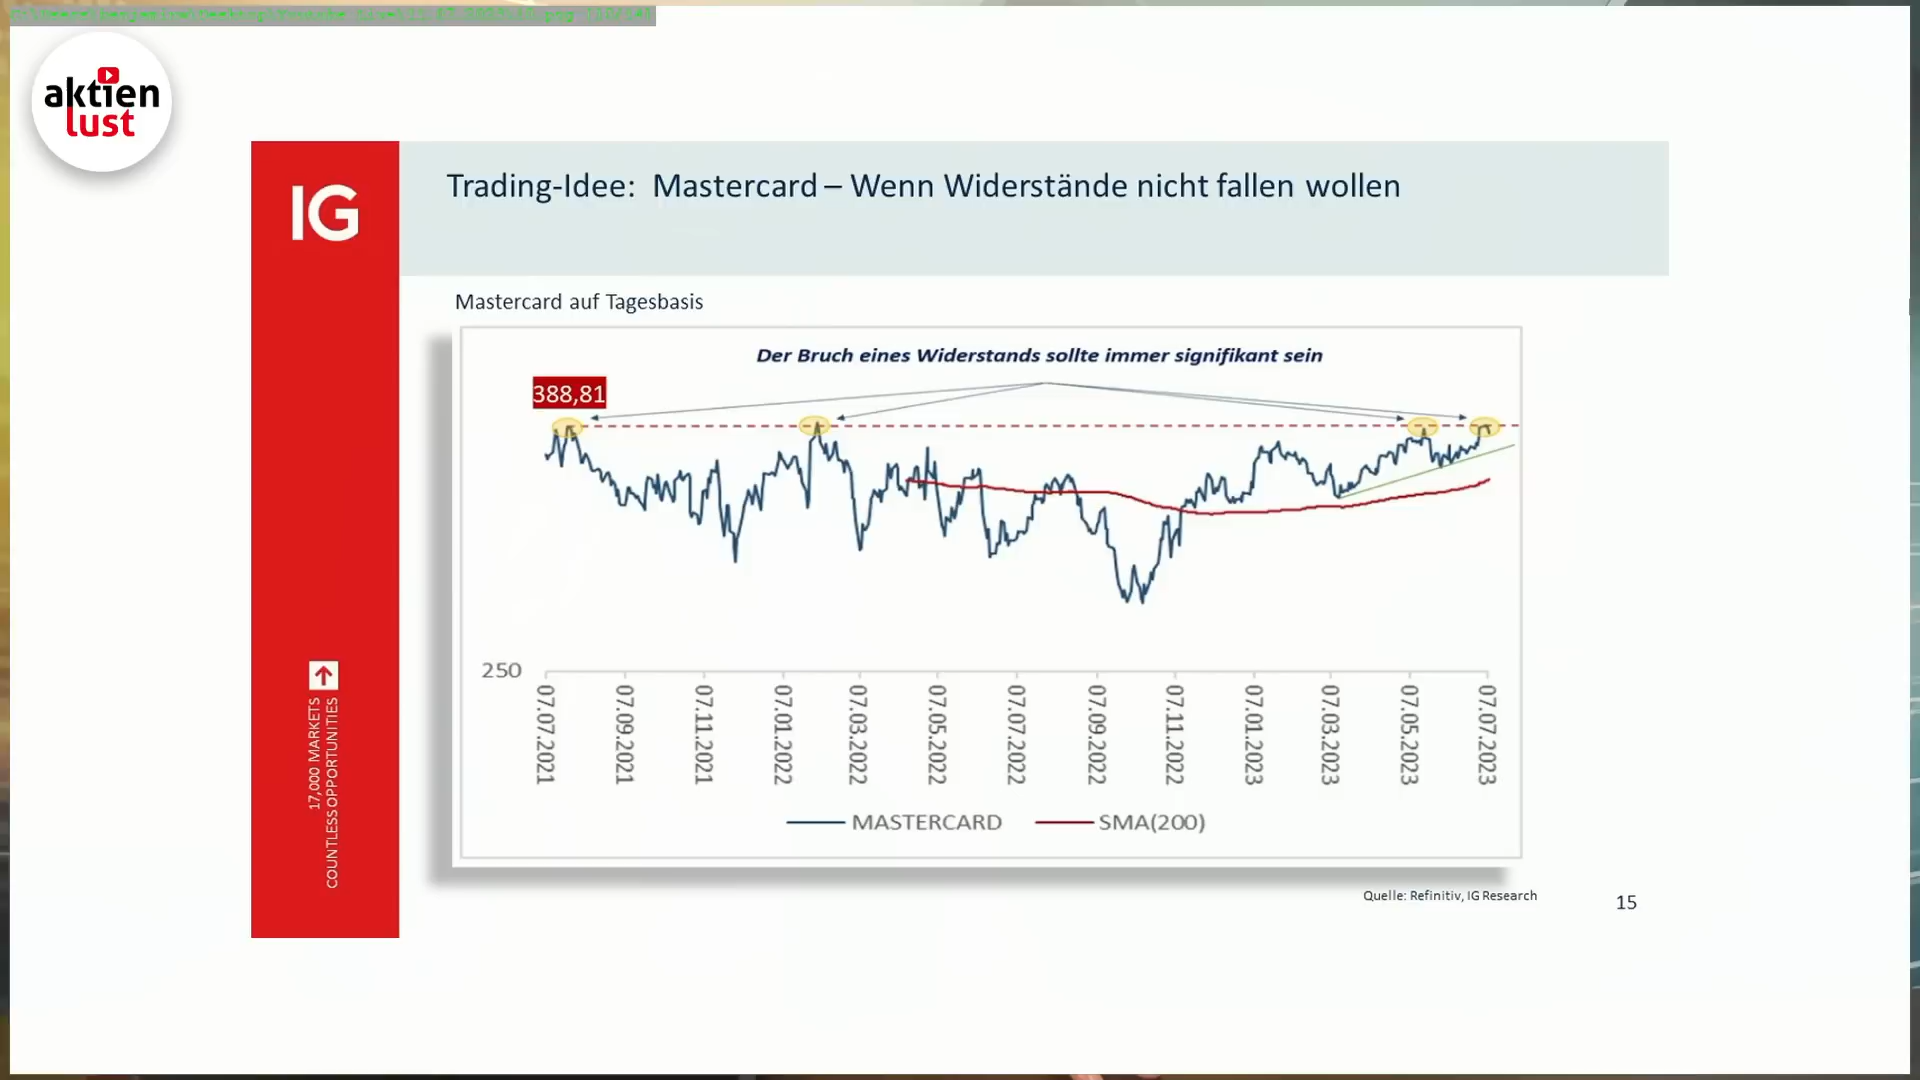 aktien
lust
IG
Trading-Idee: Mastercard – Wenn Widerstände nicht fallen wollen
Mastercard auf Tagesbasis
Der Bruch eines Widerstands sollte immer signifikant sein
388,81
250
07.07.2021
07.09.2021
07.11.2021
07.01.2022
07.03.2022
07.05.2022
07.07.2022
07.09.2022
07.11.2022
07.01.2023
07.03.2023
07.05.2023
07.07.2023
MASTERCARD
SMA(200)
17,000 MARKETS
COUNTLESS OPPORTUNITIES
Quelle: Refinitiv, IG Research
15